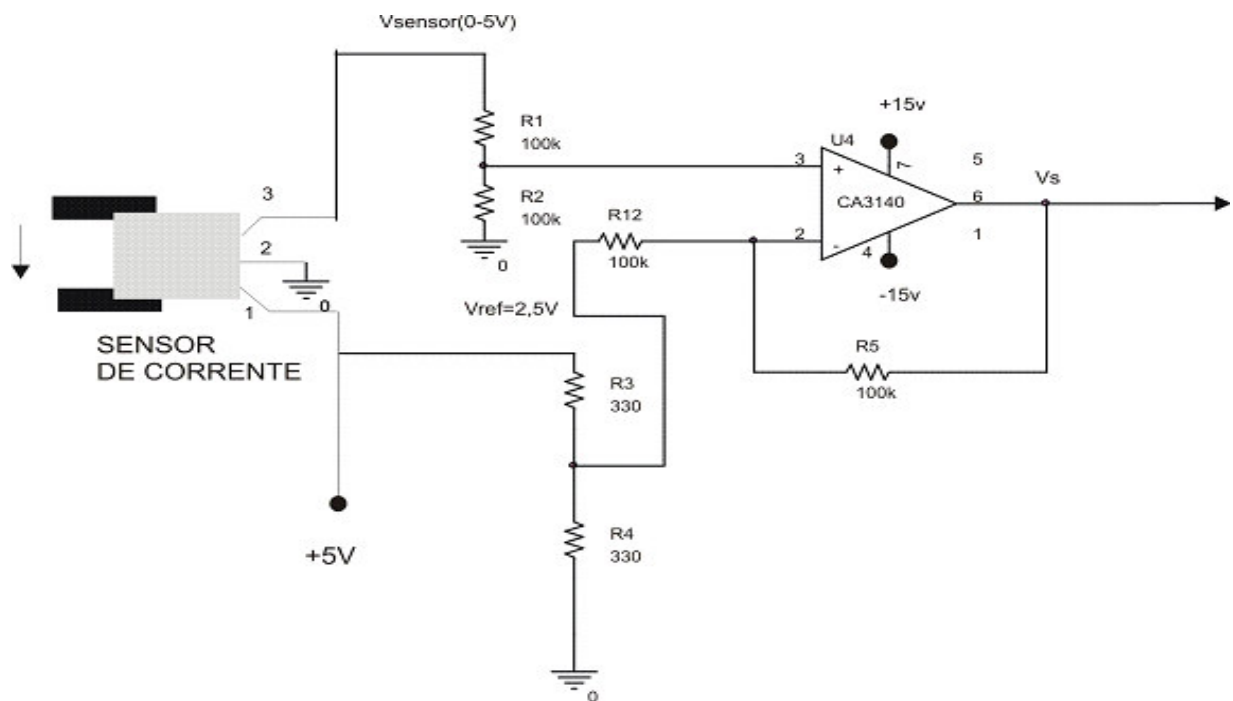 Vsensor(0-5V)
R1
100k
R2
100k
0
3
2
0
1
SENSOR
DE CORRENTE
+5V
R12
100k
Vref=2,5V
R3
330
R4
330
0
+15v
U4
7
5
3
+
CA3140
6
Vs
2
-
4
1
-15v
R5
100k